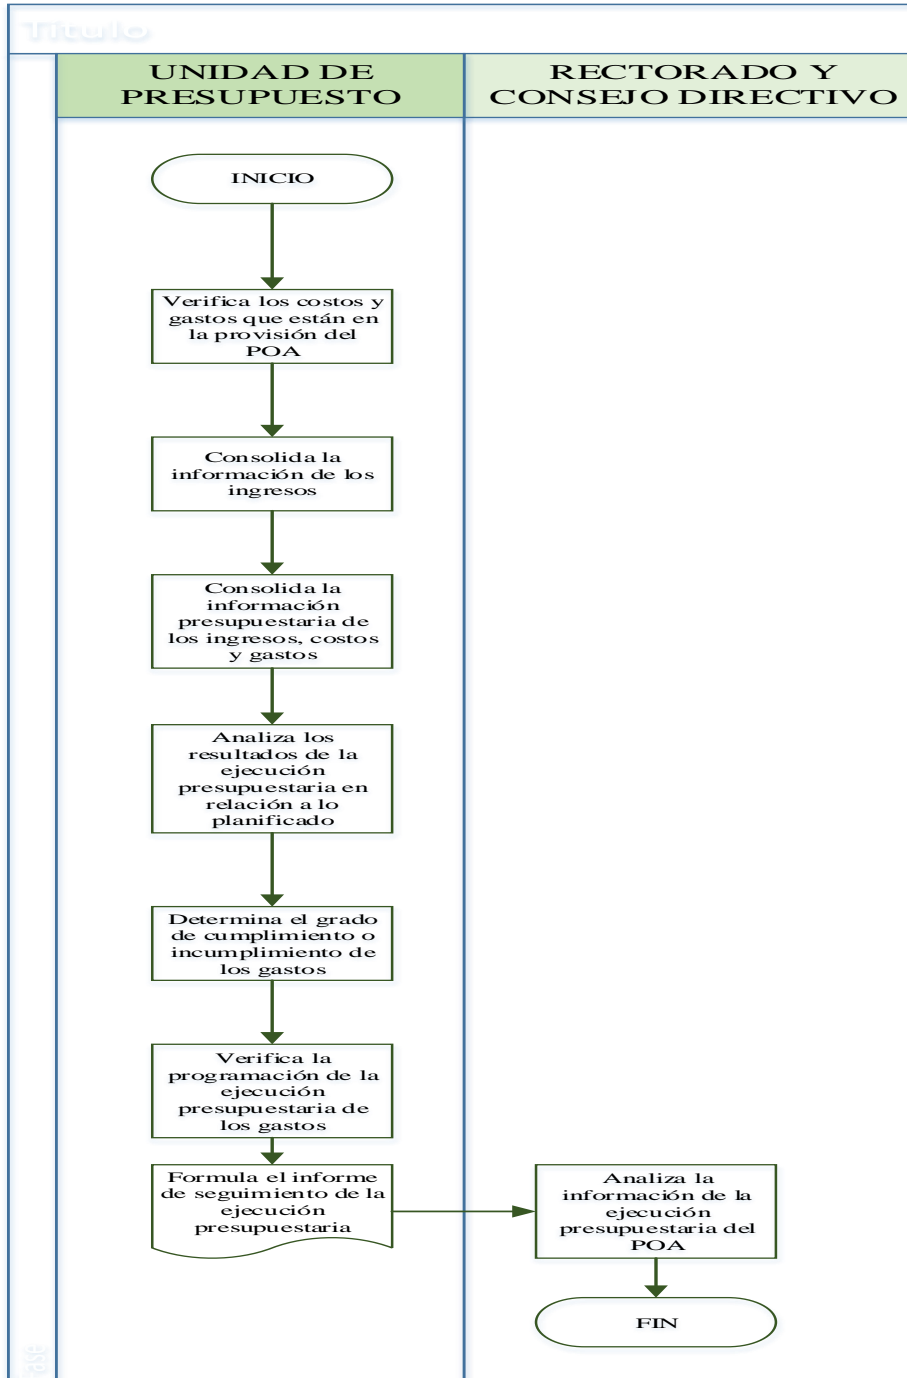 Título
UNIDAD DE
PRESUPUESTO
RECTORADO Y
CONSEJO DIRECTIVO
INICIO
Verifica los costos y
gastos que están en
la provisión del
POA
Consolida la
información de los
ingresos
Consolida la
información
presupuestaria de
los ingresos, costos
y gastos
Analiza los
resultados de la
ejecución
presupuestaria en
relación a lo
planificado
Determina el grado
de cumplimiento o
incumplimiento de
los gastos
Verifica la
programación de la
ejecución
presupuestaria de
los gastos
Formula el informe
de seguimiento de la
ejecución
presupuestaria
Analiza la
información de la
ejecución
presupuestaria del
POA
FIN
ase